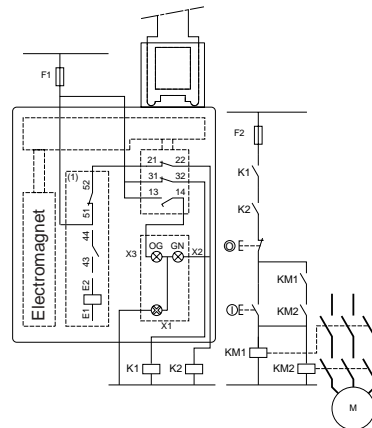 F1
F2
(1)
21 22
52
31 32
K1
13 14
51
K2
44
X3 OG GN X2
43
KM1
E2
KM2
E1
X1
Electromagnet
KM1
K1 K2
KM2
M